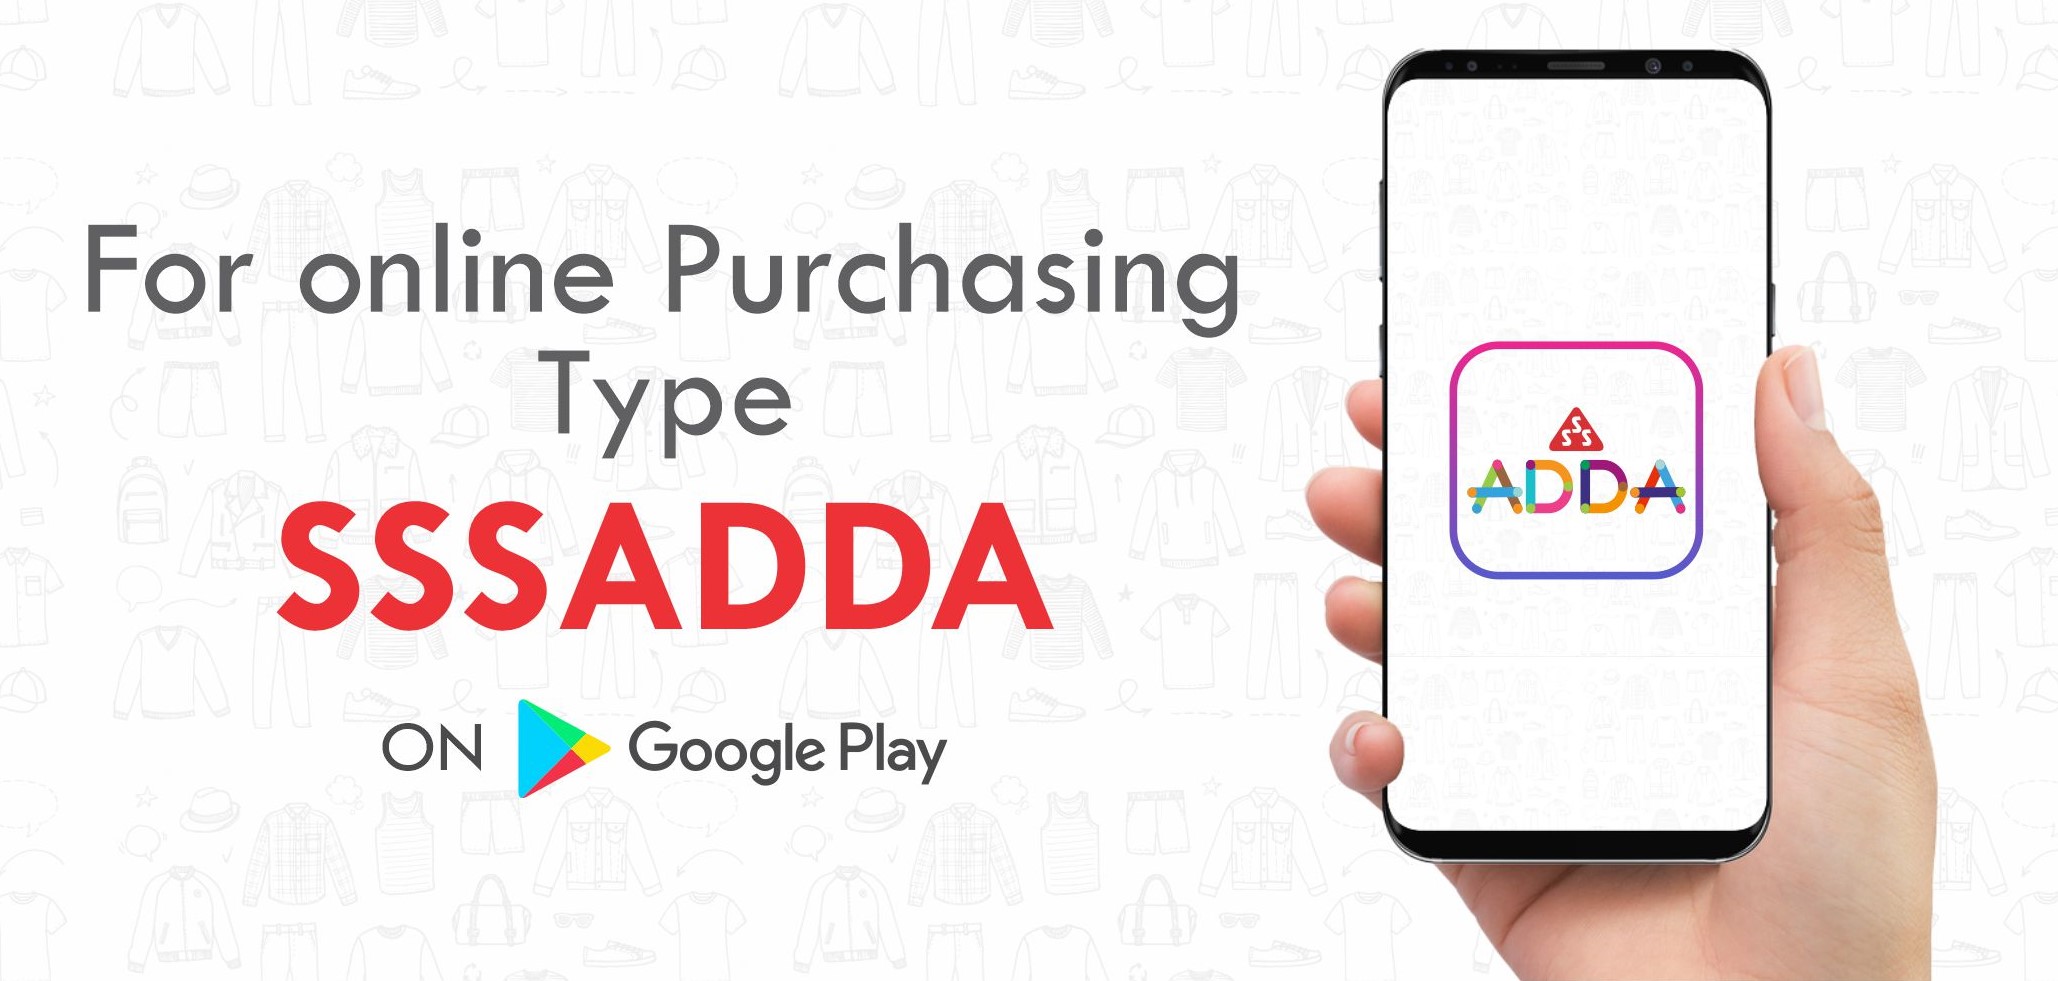 For online Purchasing
Type
SSSADDA
ON Google Play
SSS
ADDA